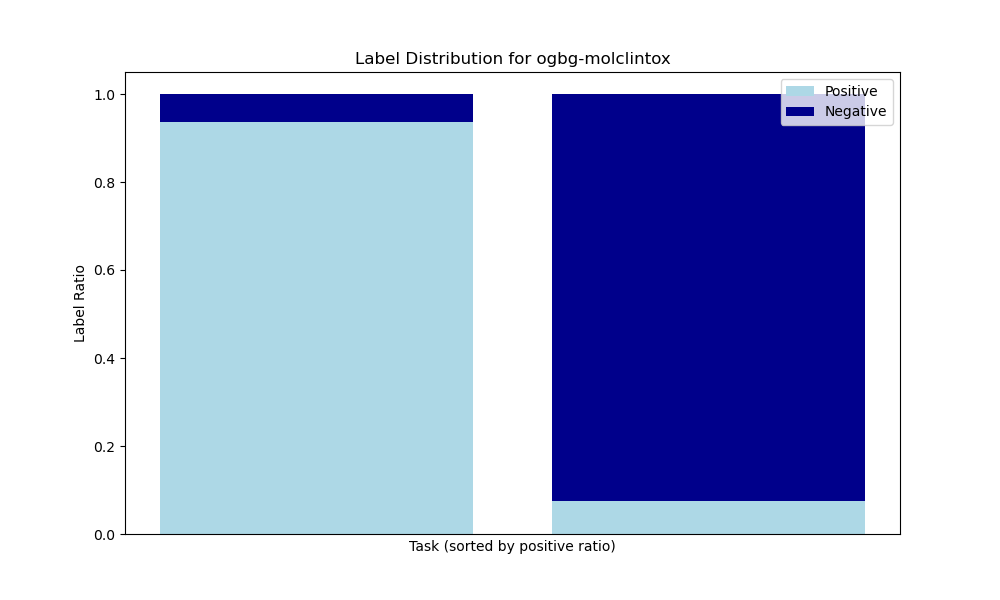 Label Distribution for ogbg-molclintox
Positive
Negative
1.0
0.8
0.6
0.4
0.2
0.0
Label Ratio
Task (sorted by positive ratio)